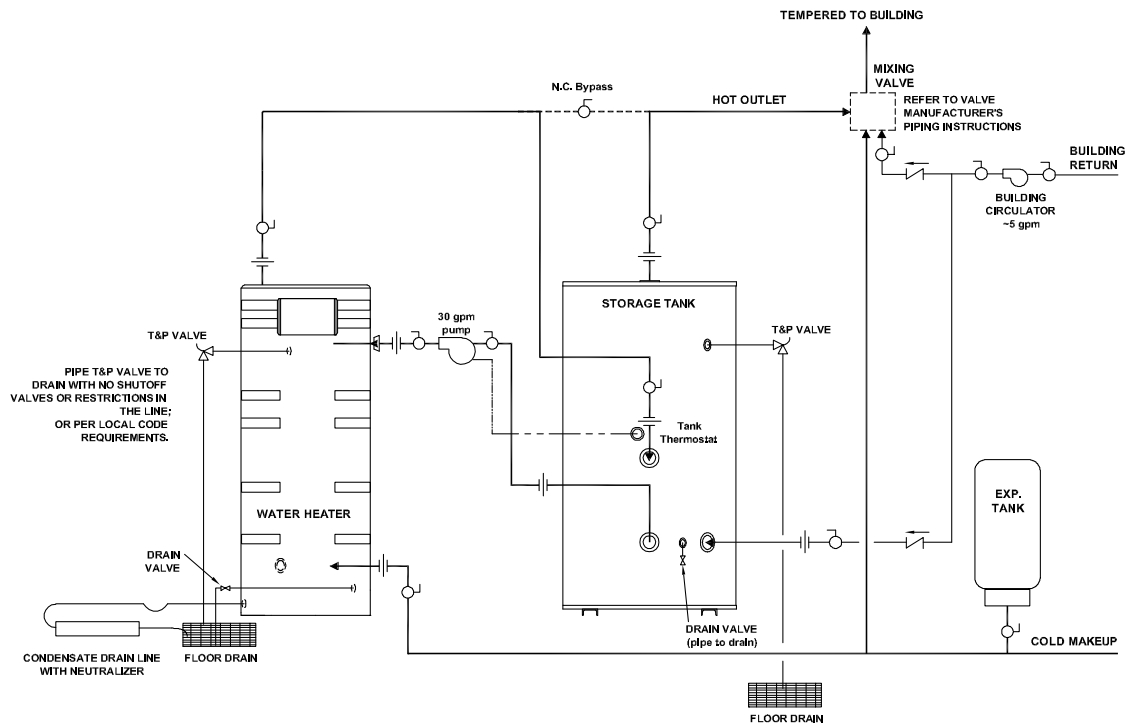 TEMPERED TO BUILDING
MIXING
VALVE
N.C. Bypass
HOT OUTLET
REFER TO VALVE
MANUFACTURER'S
PIPING INSTRUCTIONS
BUILDING
RETURN
BUILDING
CIRCULATOR
~5 gpm
STORAGE TANK
30 gpm
pump
T&P VALVE
T&P VALVE
PIPE T&P VALVE TO
DRAIN WITH NO SHUTOFF
VALVES OR RESTRICTIONS IN
THE LINE;
OR PER LOCAL CODE
REQUIREMENTS.
Tank
Thermostat
EXP.
TANK
WATER HEATER
DRAIN
VALVE
DRAIN VALVE
(pipe to drain)
COLD MAKEUP
CONDENSATE DRAIN LINE
WITH NEUTRALIZER
FLOOR DRAIN
FLOOR DRAIN